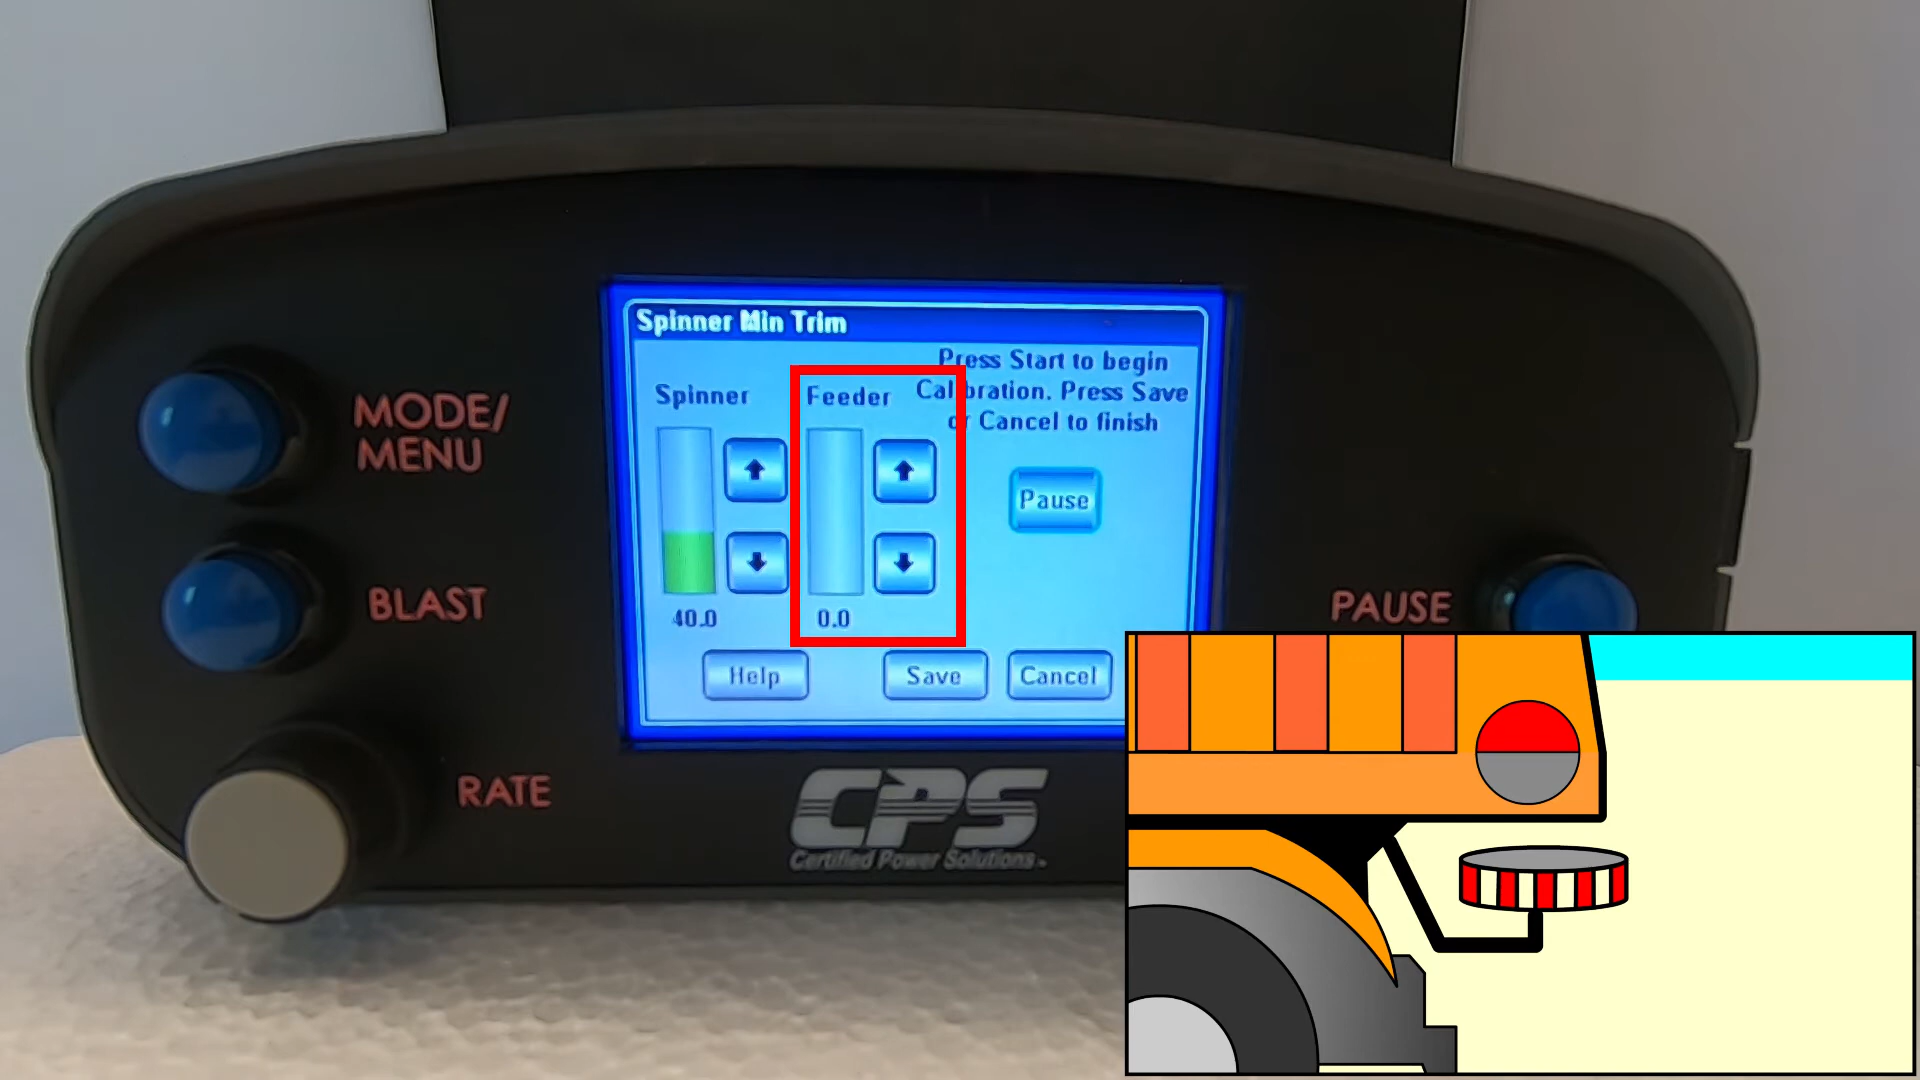 Spinner Min Trim
Press Start to begin
Calibration. Press Save
or Cancel to finish
Spinner
Feeder
Pause
40.0
0.0
Help
Save
Cancel
MODE/
MENU
BLAST
RATE
PAUSE
CPS
Certified Power Solutions